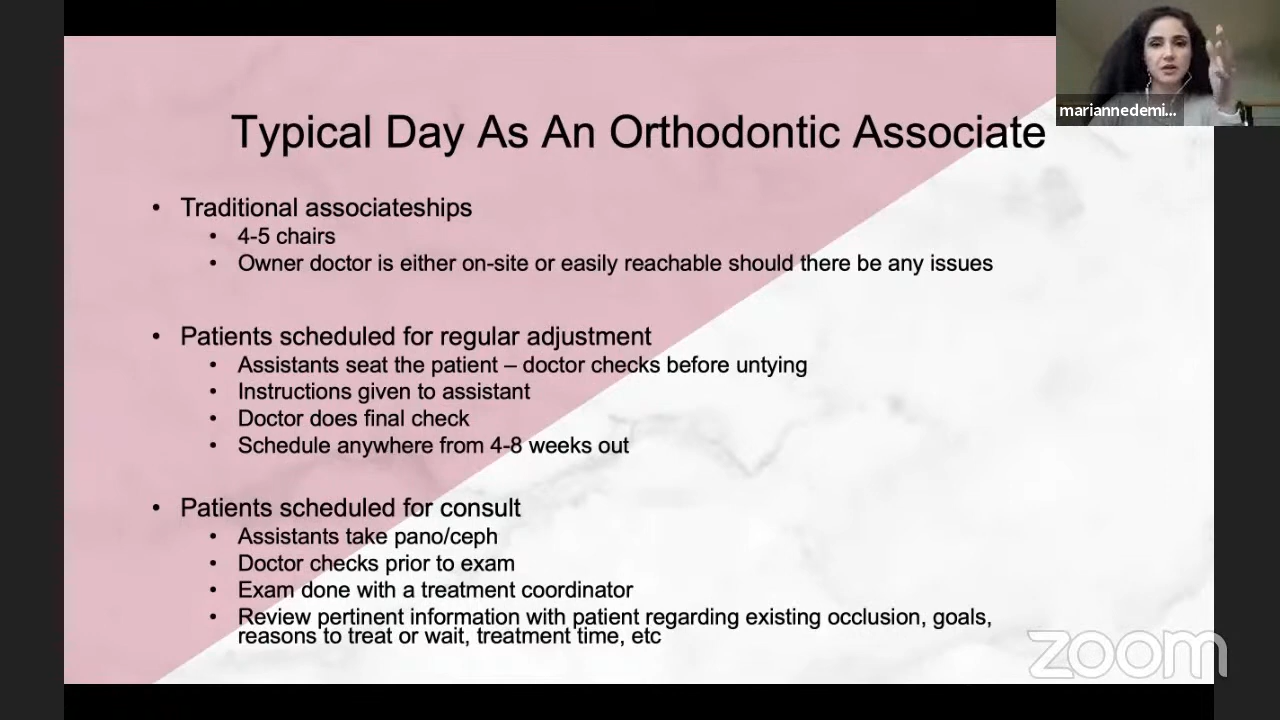 mariannedemi...
Typical Day As An Orthodontic Associate
• Traditional associateships
• 4-5 chairs
• Owner doctor is either on-site or easily reachable should there be any issues
• Patients scheduled for regular adjustment
• Assistants seat the patient – doctor checks before untying
• Instructions given to assistant
• Doctor does final check
• Schedule anywhere from 4-8 weeks out
• Patients scheduled for consult
• Assistants take pano/ceph
• Doctor checks prior to exam
• Exam done with a treatment coordinator
• Review pertinent information with patient regarding existing occlusion, goals,
reasons to treat or wait, treatment time, etc
zoom